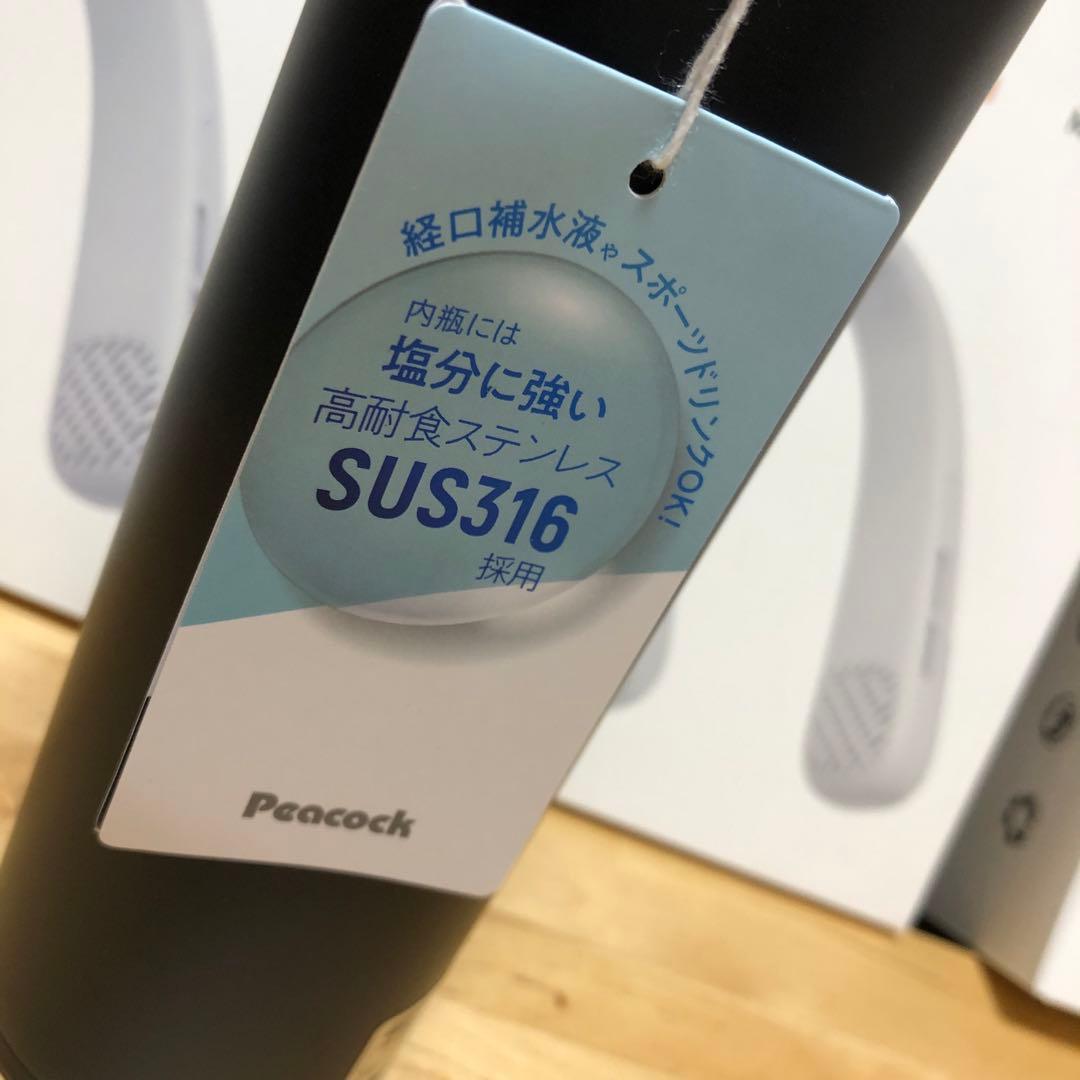 経口補水液やスポーツドリンクOK!
内瓶には
塩分に強い
高耐食ステンレス
SUS316
採用
Peacock